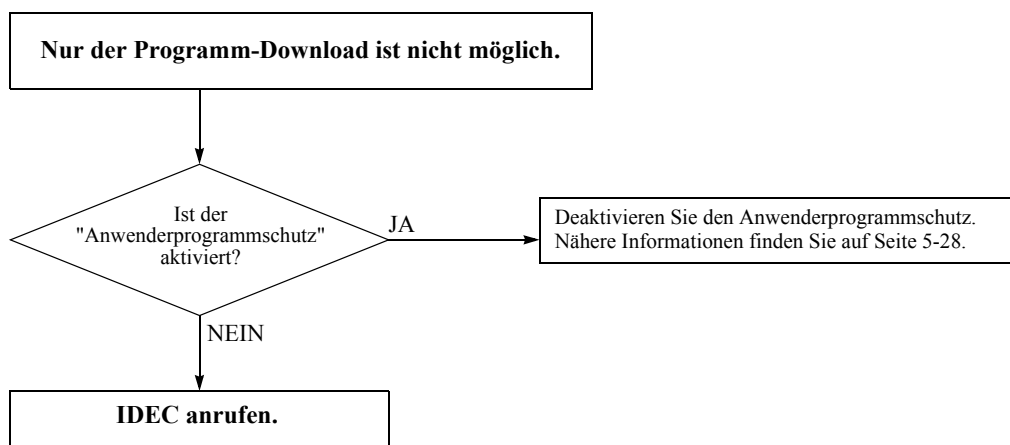 Nur der Programm-Download ist nicht möglich.
Ist der
"Anwenderprogrammschutz"
aktiviert?
JA
Deaktivieren Sie den Anwenderprogrammschutz.
Nähere Informationen finden Sie auf Seite 5-28.
NEIN
IDEC anrufen.